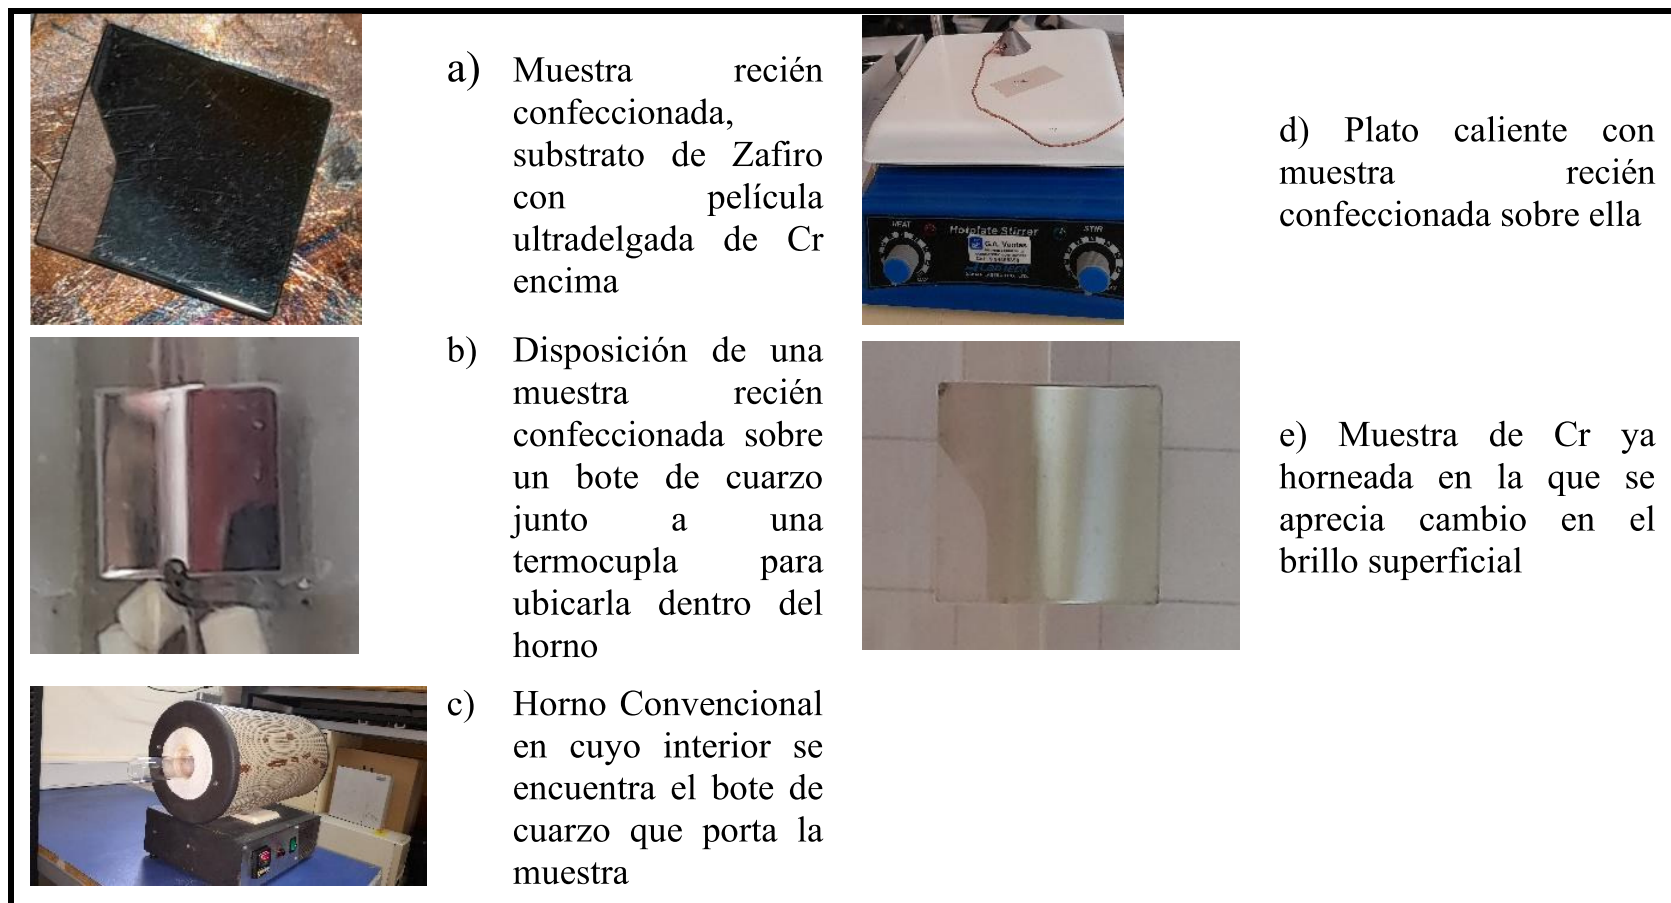 a) Muestra recién
confeccionada,
substrato de Zafiro
con película
ultradelgada de Cr
encima
b) Disposición de una
muestra recién
confeccionada sobre
un bote de cuarzo
junto a una
termocupla para
ubicarla dentro del
horno
c) Horno Convencional
en cuyo interior se
encuentra el bote de
cuarzo que porta la
muestra
HEAT
Hotplate Stirrer
STIR
G.A. Ventas
d) Plato caliente con
muestra recién
confeccionada sobre ella
e) Muestra de Cr ya
horneada en la que se
aprecia cambio en el
brillo superficial